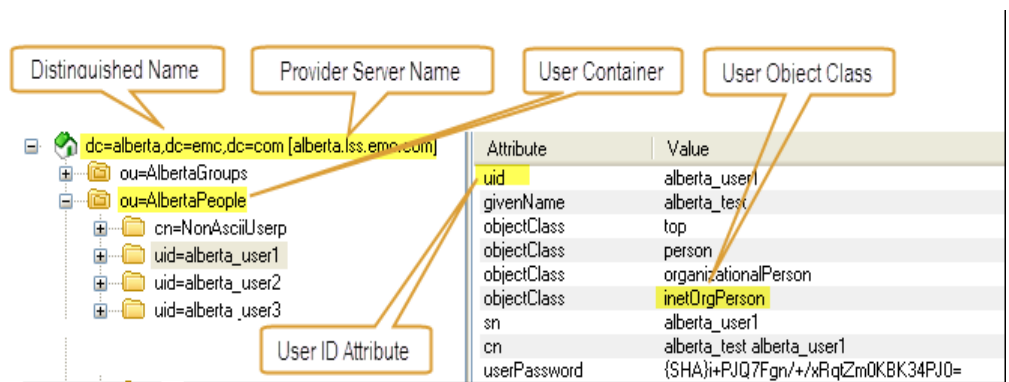 Distinguished Name
Provider Server Name
User Container
User Object Class
dc=alberta,dc=emc,dc=com [alberta.lss.emc.com]
ou=AlbertaGroups
ou=AlbertaPeople
cn=NonAsciiUserp
uid=alberta_user1
uid=alberta_user2
uid=alberta_user3
User ID Attribute
Attribute Value
uid alberta_user1
givenName alberta_test
objectClass top
objectClass person
objectClass organizationalPerson
objectClass inetOrgPerson
sn alberta_user1
cn alberta_test alberta_user1
userPassword {SHA}i+PJQ7Fgn/+/xRqtZm0KBK34PJ0=